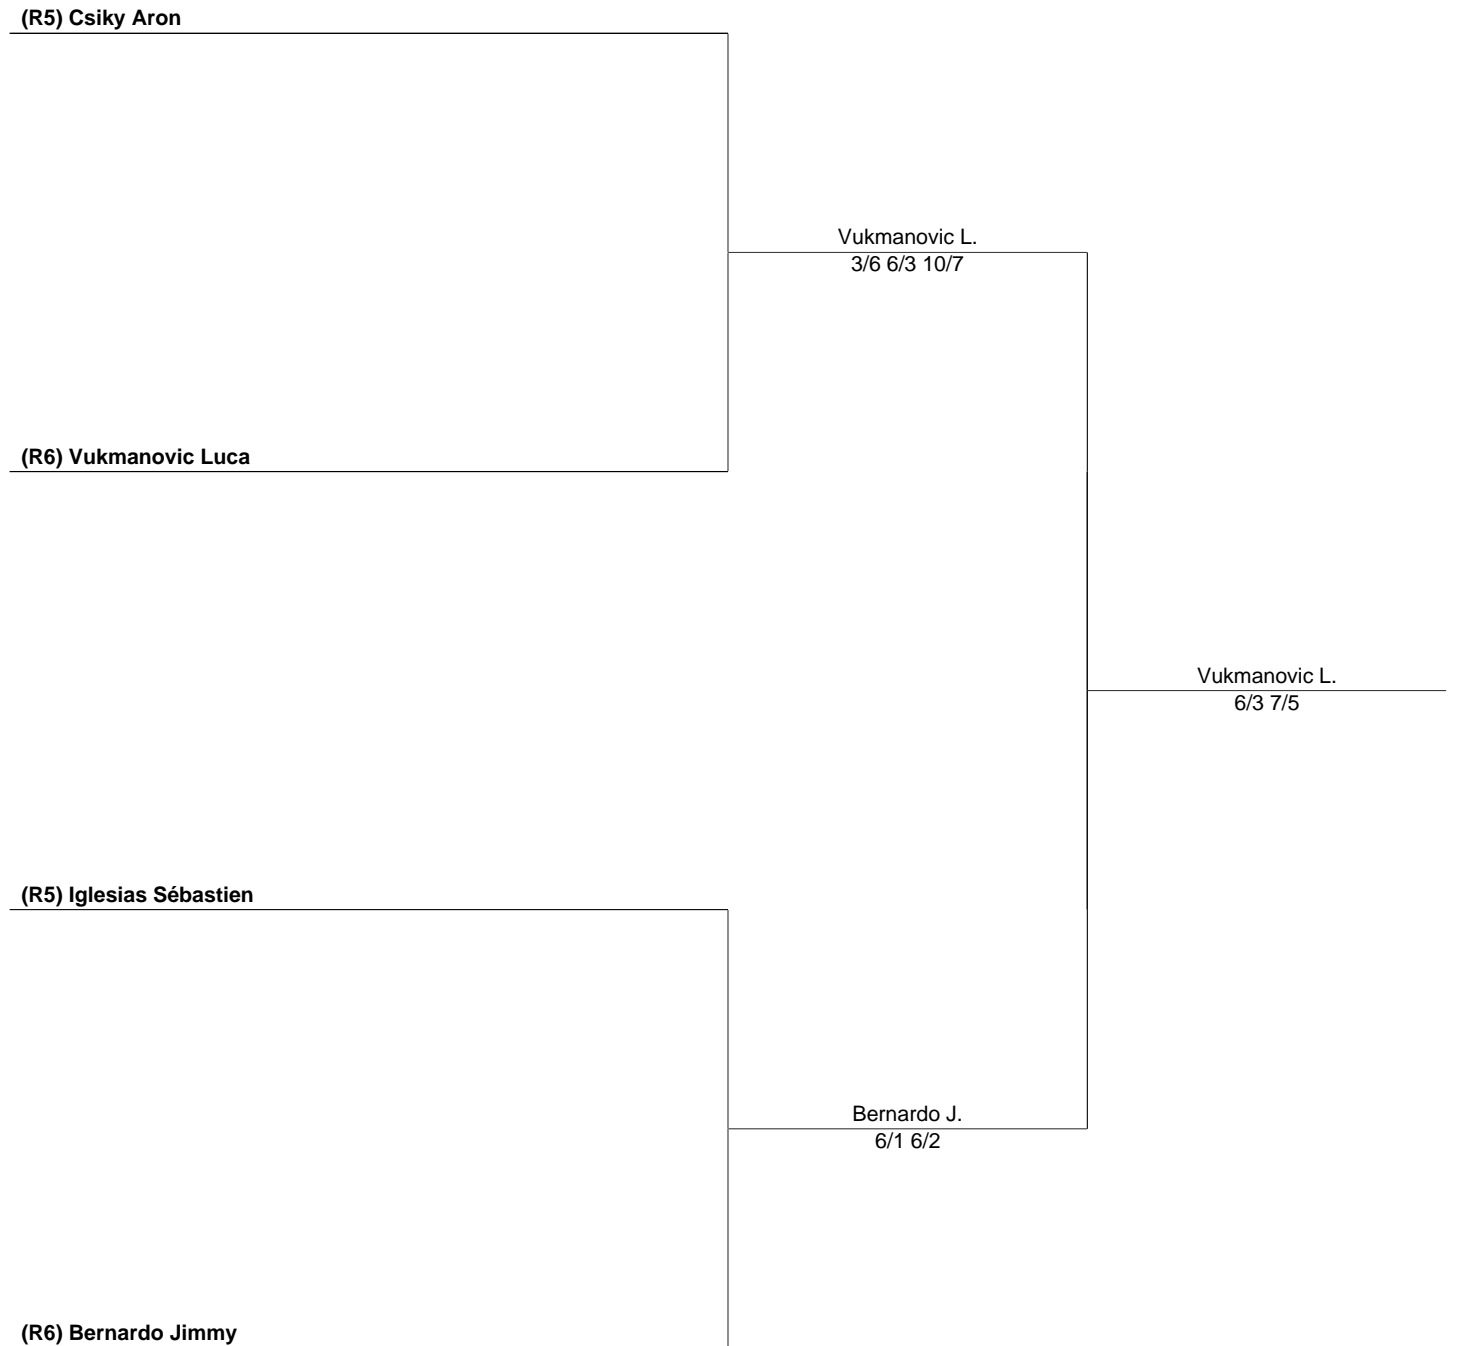 (R5) Csiky Aron
Vukmanovic L.
3/6 6/3 10/7
(R6) Vukmanovic Luca
Vukmanovic L.
6/3 7/5
(R5) Iglesias Sébastien
Bernardo J.
6/1 6/2
(R6) Bernardo Jimmy